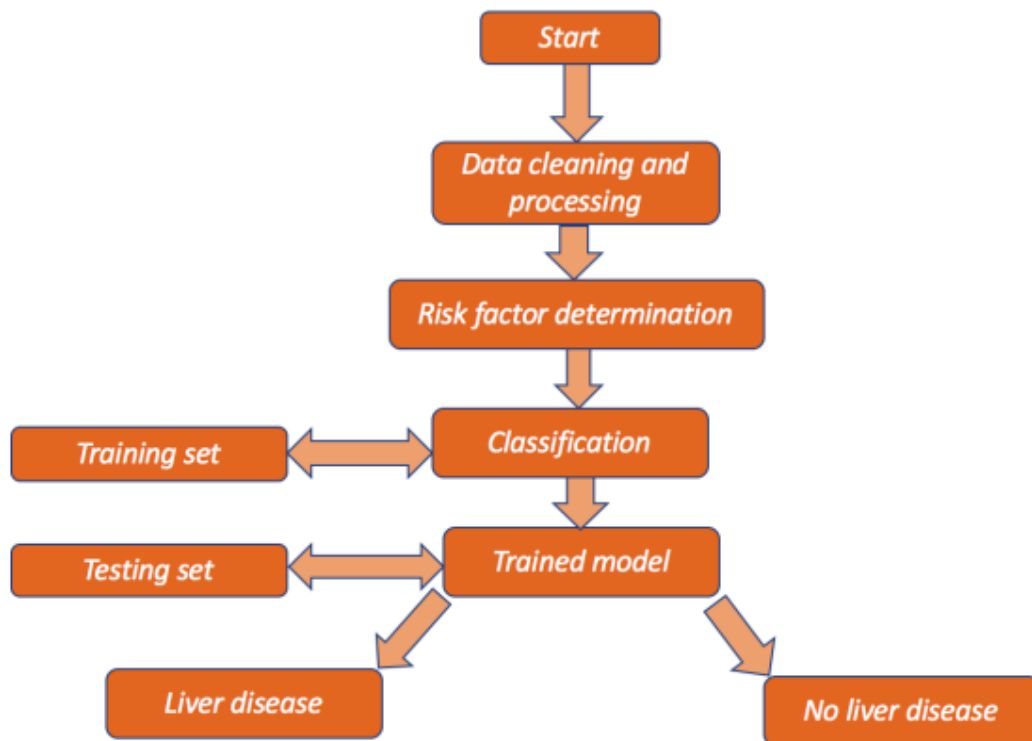 Start
Data cleaning and
processing
Risk factor determination
Classification
Training set
Trained model
Testing set
Liver disease
No liver disease